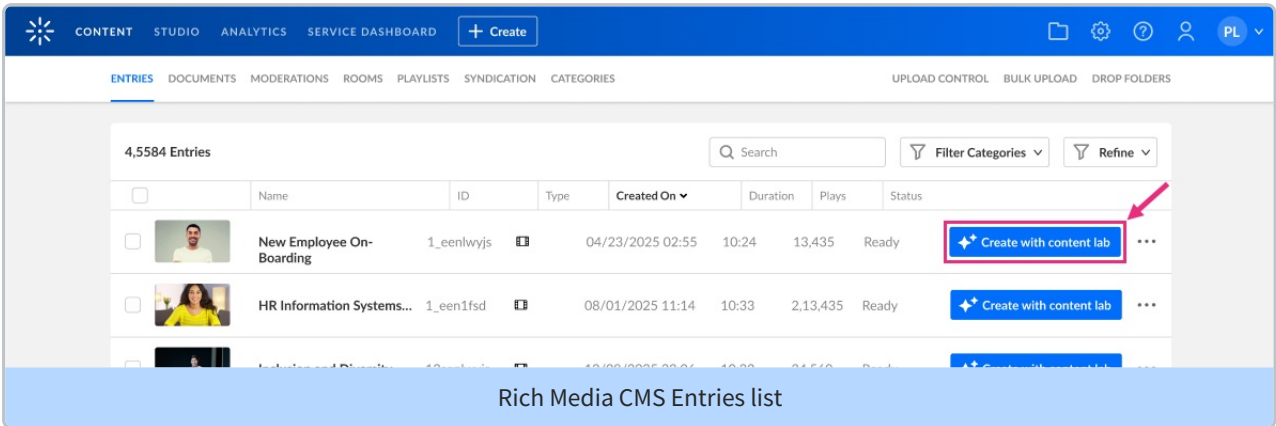 CONTENT STUDIO ANALYTICS SERVICE DASHBOARD + Create PL
ENTRIES DOCUMENTS MODERATIONS ROOMS PLAYLISTS SYNDICATION CATEGORIES UPLOAD CONTROL BULK UPLOAD DROP FOLDERS
4,5584 Entries Search Filter Categories Refine
Name ID Type Created On Duration Plays Status
New Employee On-
Boarding 1_eenlwyjs 04/23/2025 02:55 10:24 13,435 Ready Create with content lab
HR Information Systems... 1_een1fsd 08/01/2025 11:14 10:33 2,13,435 Ready Create with content lab
Rich Media CMS Entries list